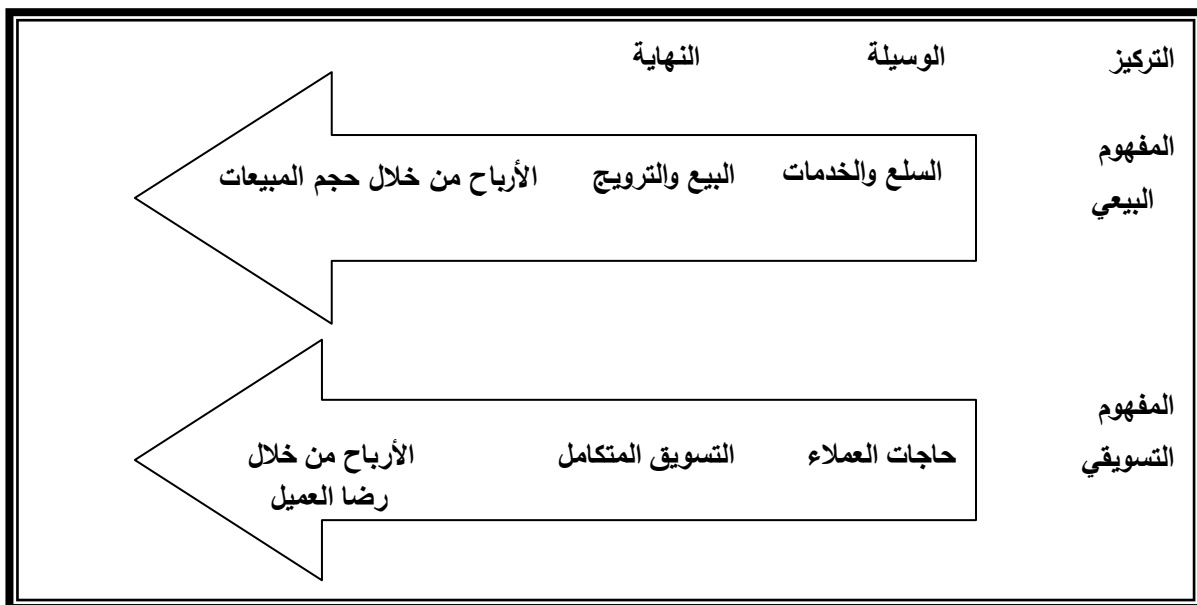 التركيز الوسيلة النهاية
المفهوم
البيعي
السلع والخدمات البيع والترويج الأرباح من خلال حجم المبيعات
المفهوم
التسويقي
حاجات العملاء التسويق المتكامل الأرباح من خلال
رضا العميل